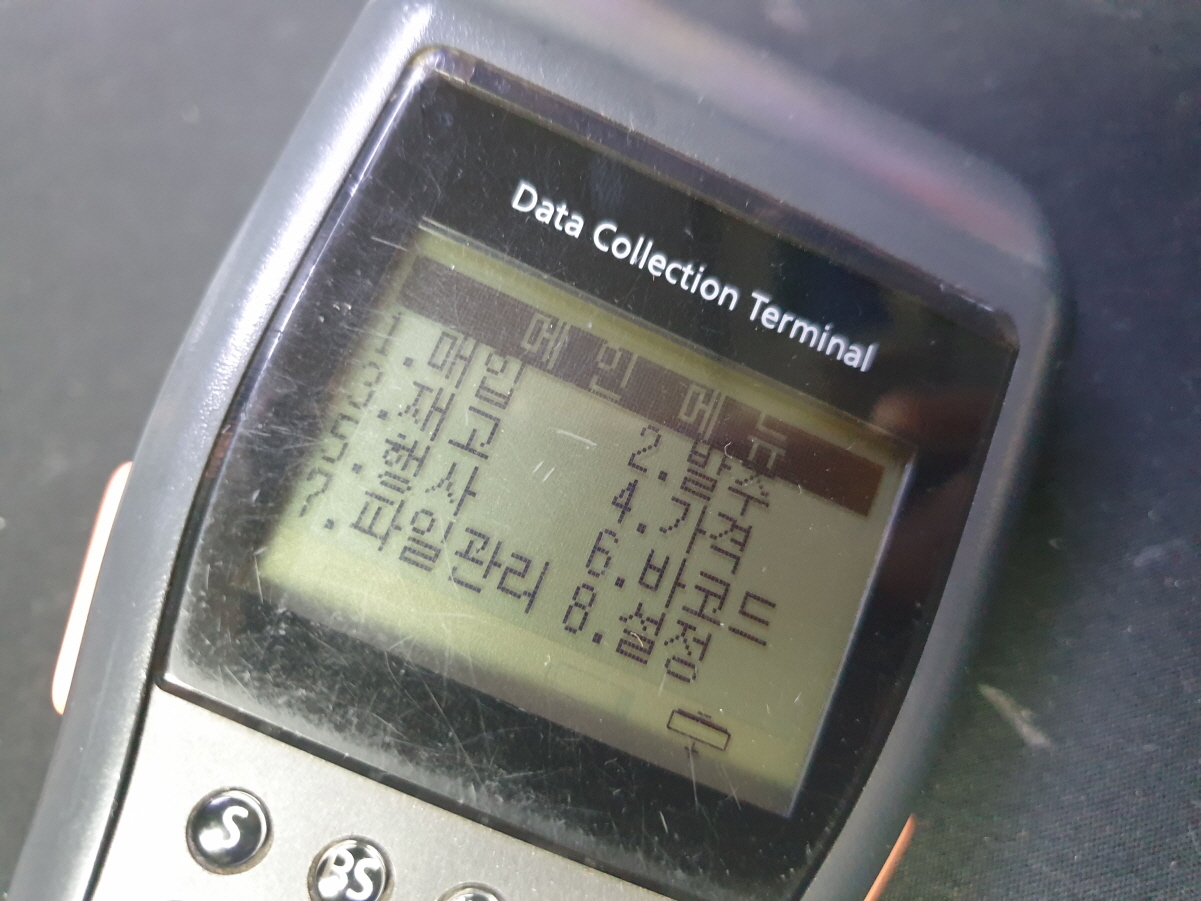 Data Collection Terminal
메 인 메 뉴
1.매입 2.발주
3.재고 4.가격
5.행사 6.바코드
7.파일관리 8.설정
S
BS